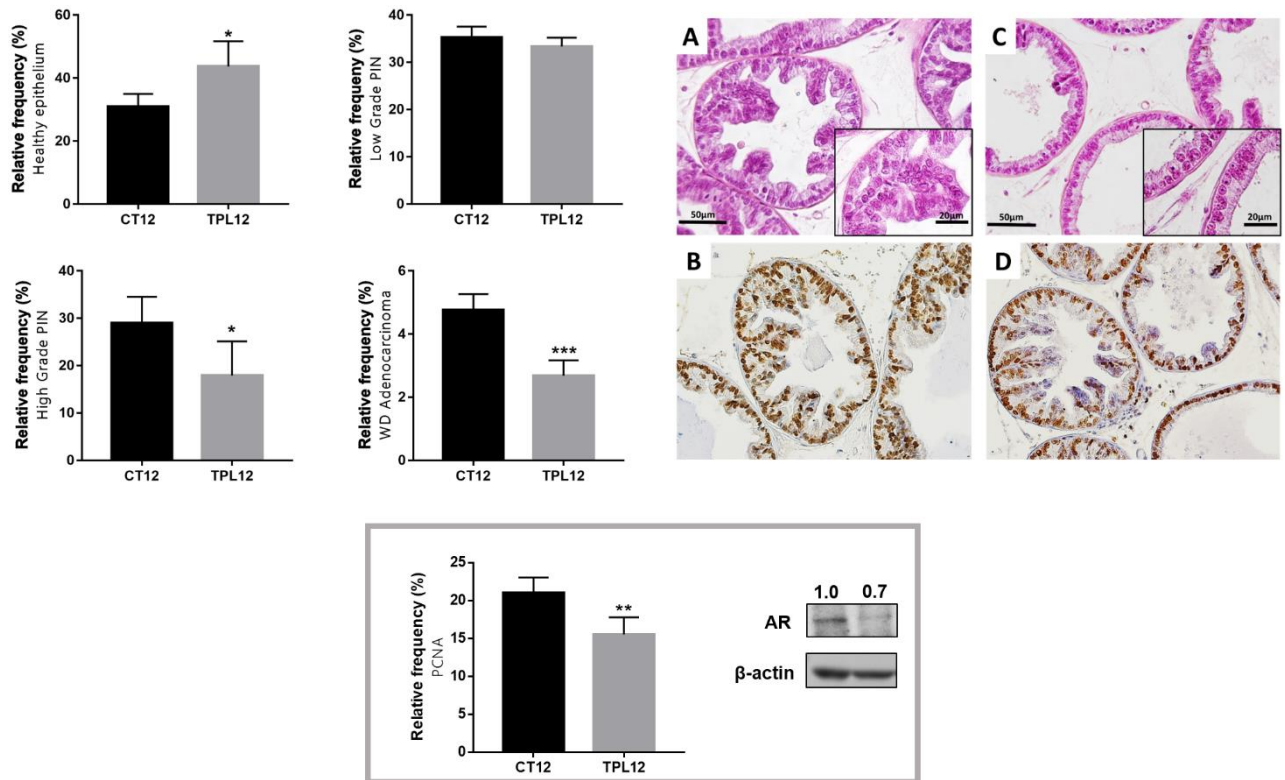 Relative frequency (%)
Healthy epithelium
60
40
20
0
*
CT12
TPL12
Relative frequeny (%)
Low Grade PIN
40
30
20
10
0
CT12
TPL12
Relative frequency (%)
High Grade PIN
40
30
20
10
0
*
CT12
TPL12
Relative frequency (%)
WD Adenocarcinoma
6
4
2
0
***
CT12
TPL12
A
50µm
20µm
C
50µm
20µm
B
D
Relative frequency (%)
PCNA
25
20
15
10
5
0
**
CT12
TPL12
1.0 0.7
AR
β-actin